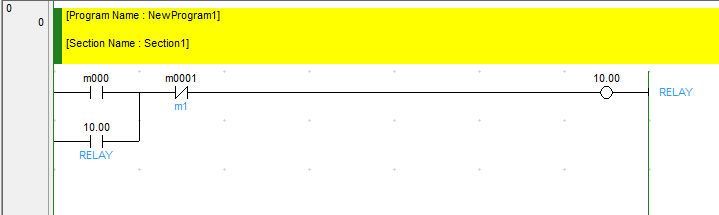 0
0
[Program Name : NewProgram1]
[Section Name : Section1]
m000
m0001
10.00
RELAY
m1
10.00
RELAY